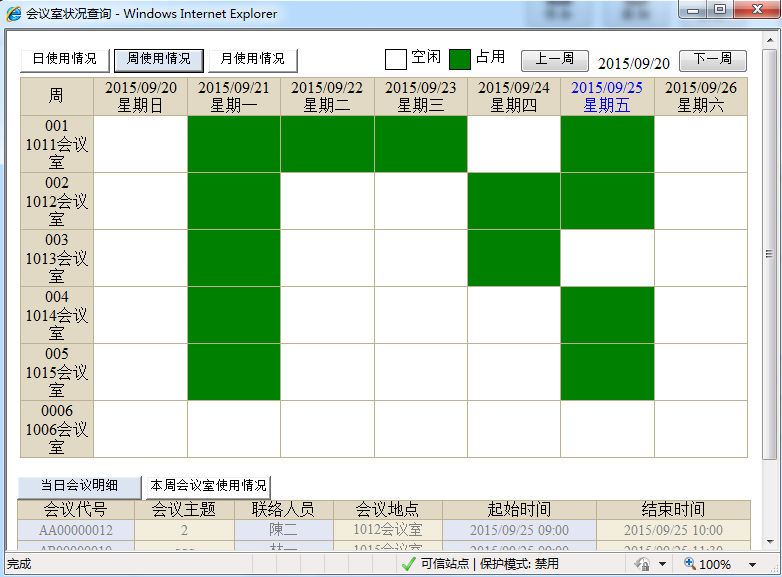 会议室状况查询 - Windows Internet Explorer
日使用情况 周使用情况 月使用情况 空闲 占用 上一周 2015/09/20 下一周
周 2015/09/20 星期日 2015/09/21 星期一 2015/09/22 星期二 2015/09/23 星期三 2015/09/24 星期四 2015/09/25 星期五 2015/09/26 星期六
001
1011会议
室
002
1012会议
室
003
1013会议
室
004
1014会议
室
005
1015会议
室
0006
1006会议
室
当日会议明细 本周会议室使用情况
会议代号 会议主题 联络人员 会议地点 起始时间 结束时间
AA00000012 2 陳二 1012会议室 2015/09/25 09:00 2015/09/25 10:00
完成 可信站点 | 保护模式: 禁用 100%